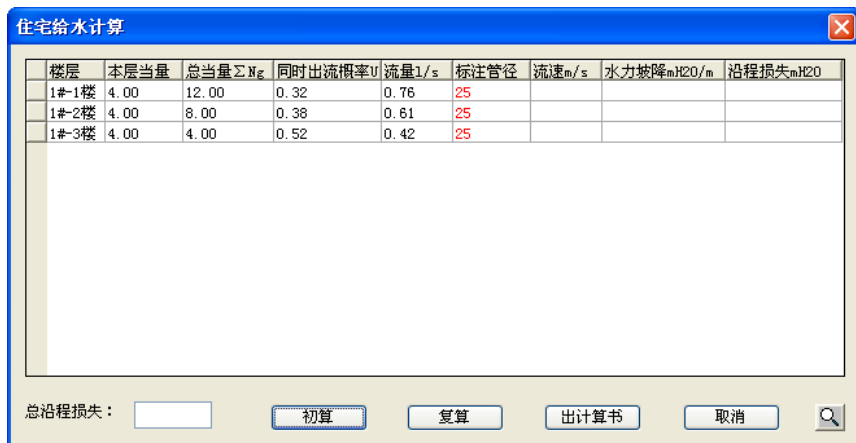 住宅给水计算
楼层 本层当量 总当量ΣNg 同时出流概率U 流量l/s 标注管径 流速m/s 水力坡降mH2O/m 沿程损失mH2O
1#-1楼 4.00 12.00 0.32 0.76 25
1#-2楼 4.00 8.00 0.38 0.61 25
1#-3楼 4.00 4.00 0.52 0.42 25
总沿程损失： 初算 复算 出计算书 取消